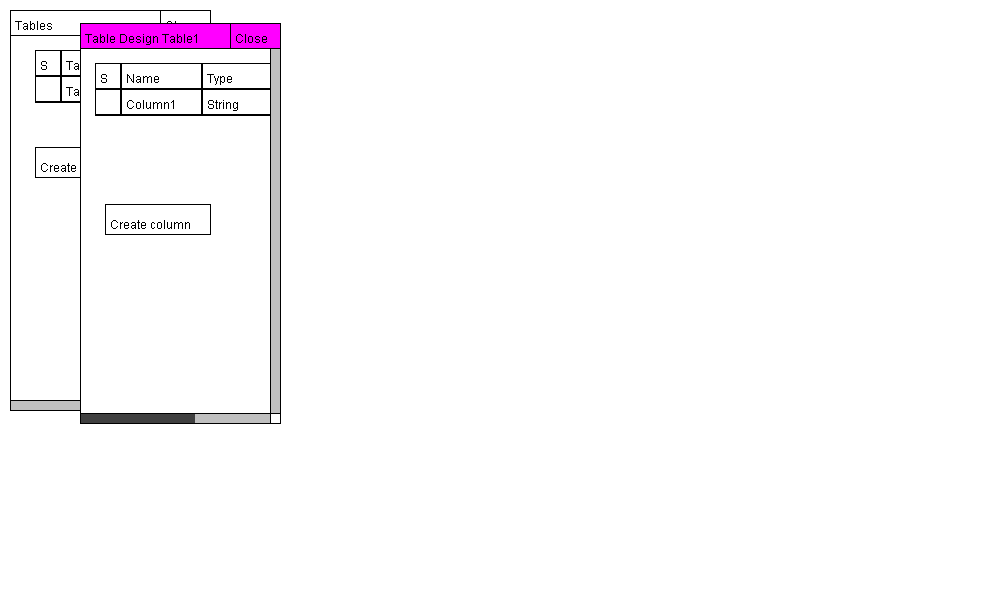 Tables
S Ta
Ta
Create
Table Design Table1 Close
S Name Type
Column1 String
Create column